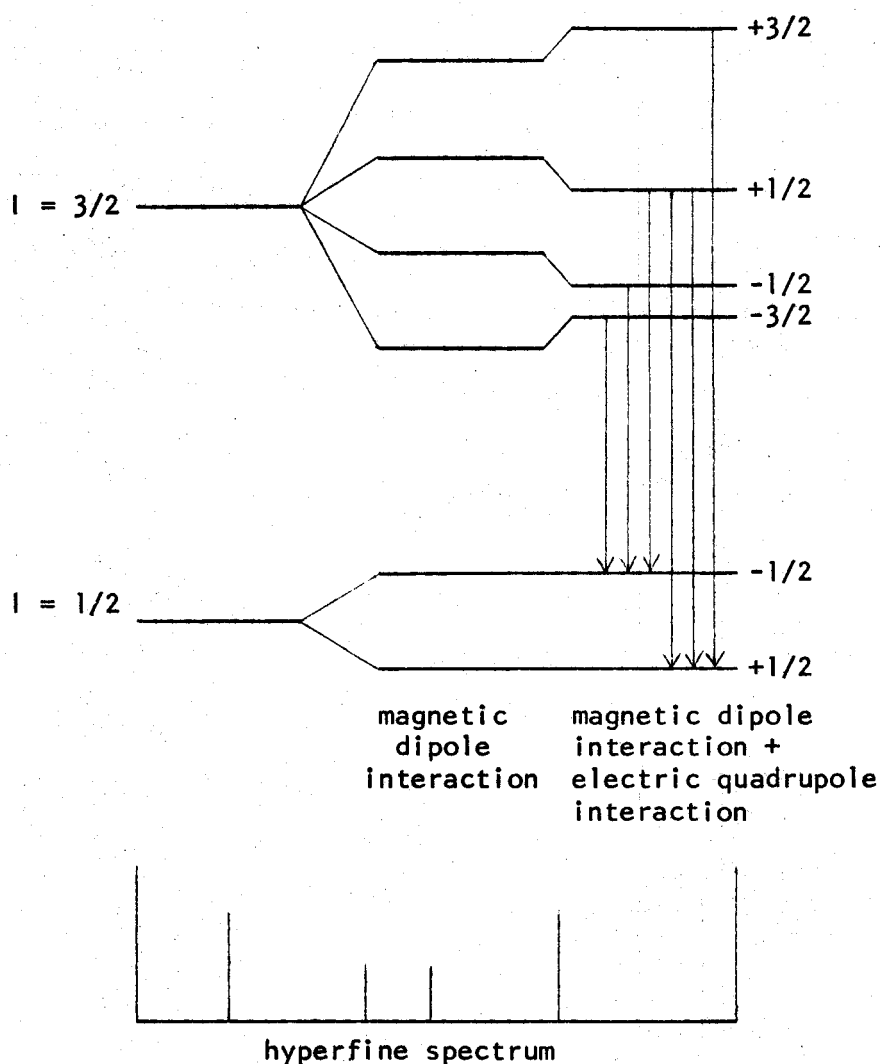 +3/2
I = 3/2
+1/2
-1/2
-3/2
I = 1/2
-1/2
+1/2
magnetic
dipole
interaction
magnetic dipole
interaction +
electric quadrupole
interaction
hyperfine spectrum